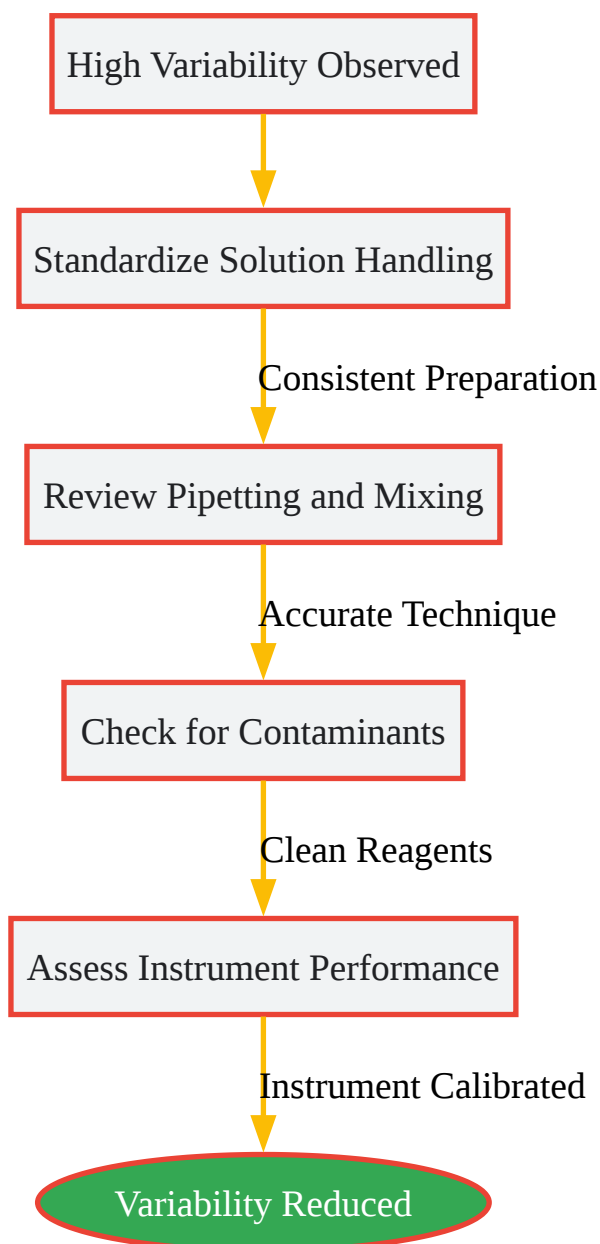 High Variability Observed
Standardize Solution Handling
Consistent Preparation
Review Pipetting and Mixing
Accurate Technique
Check for Contaminants
Clean Reagents
Assess Instrument Performance
Instrument Calibrated
Variability Reduced